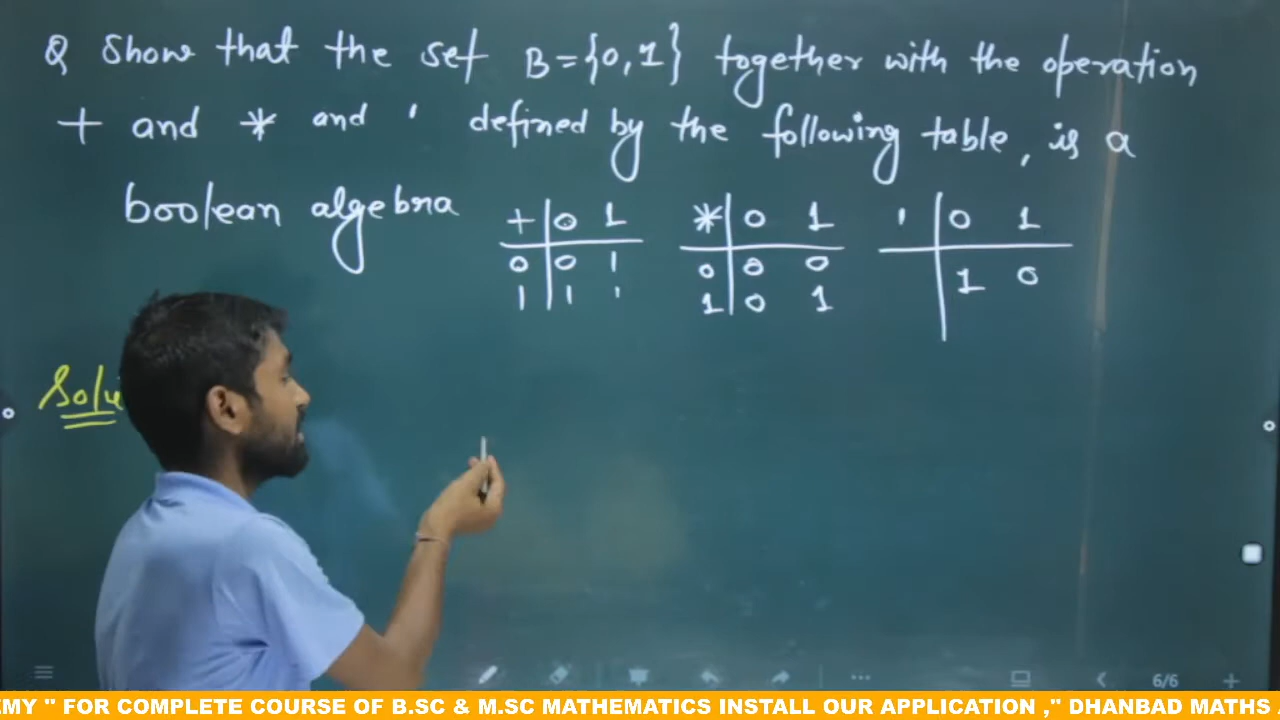 Q Show that the set B={0,1} together with the operation
+ and * and ' defined by the following table, is a
boolean algebra
+ 0 1
0 0 1
1 1 1
* 0 1
0 0 0
1 0 1
' 0 1
1 0
Solu
6/6
EMY " FOR COMPLETE COURSE OF B.SC & M.SC MATHEMATICS INSTALL OUR APPLICATION ," DHANBAD MATHS